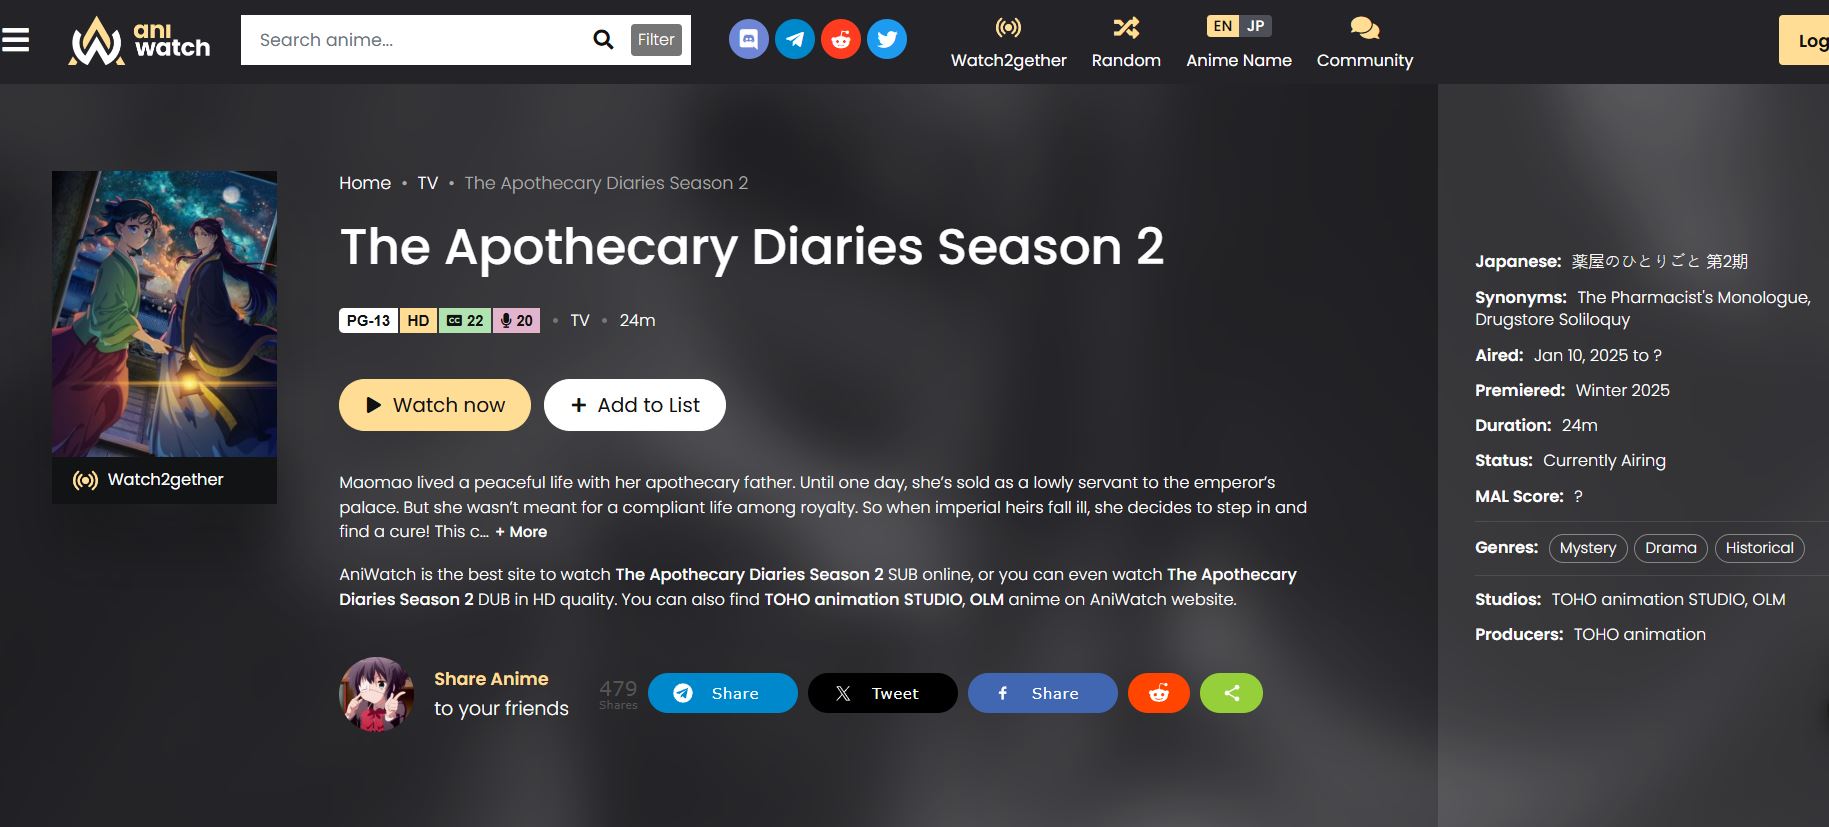 ani
watch
Search anime...
Filter
EN JP
Watch2gether
Random
Anime Name
Community
Log
Watch2gether
Home • TV • The Apothecary Diaries Season 2
The Apothecary Diaries Season 2
PG-13 HD CC 22 20 • TV • 24m
Watch now
+ Add to List
Maomao lived a peaceful life with her apothecary father. Until one day, she’s sold as a lowly servant to the emperor’s
palace. But she wasn’t meant for a compliant life among royalty. So when imperial heirs fall ill, she decides to step in and
find a cure! This c... + More
AniWatch is the best site to watch The Apothecary Diaries Season 2 SUB online, or you can even watch The Apothecary
Diaries Season 2 DUB in HD quality. You can also find TOHO animation STUDIO, OLM anime on AniWatch website.
Share Anime
to your friends
479
Shares
Share
Tweet
Share
Japanese: 薬屋のひとりごと 第2期
Synonyms: The Pharmacist's Monologue,
Drugstore Soliloquy
Aired: Jan 10, 2025 to ?
Premiered: Winter 2025
Duration: 24m
Status: Currently Airing
MAL Score: ?
Genres: Mystery Drama Historical
Studios: TOHO animation STUDIO, OLM
Producers: TOHO animation